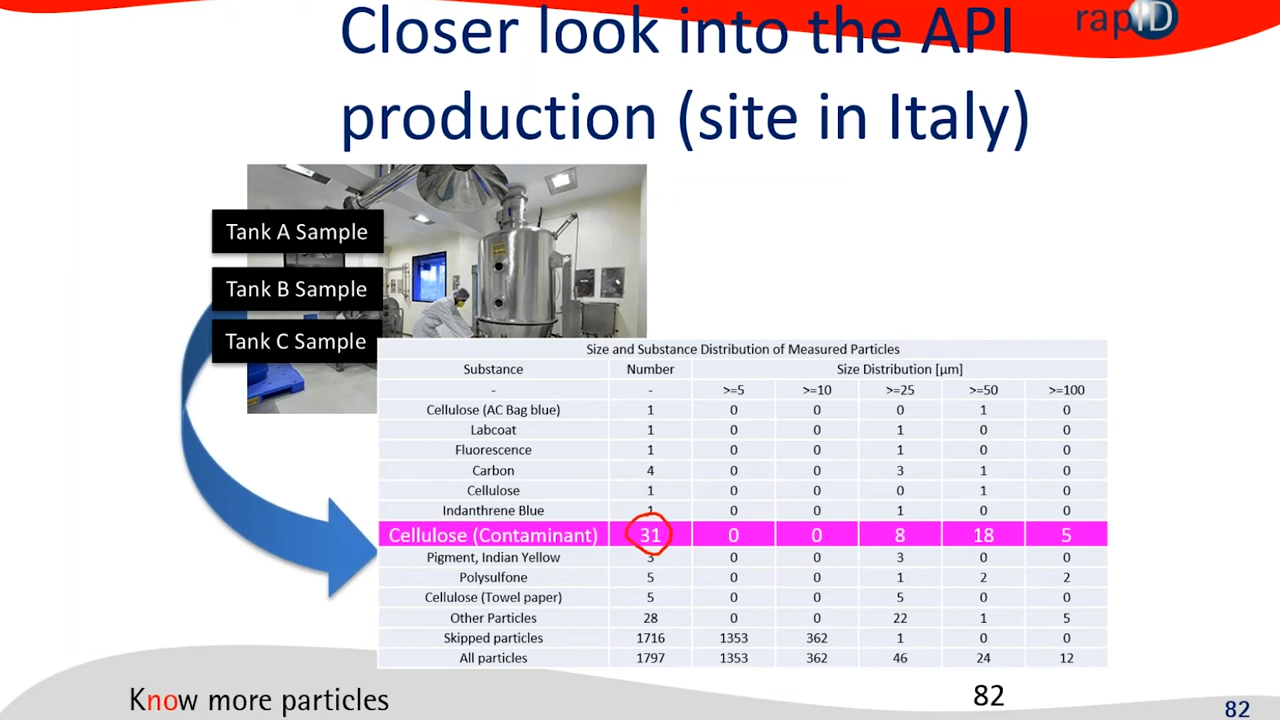 Closer look into the API
production (site in Italy)
rapID
Tank A Sample
Tank B Sample
Tank C Sample
Size and Substance Distribution of Measured Particles
Substance Number Size Distribution [µm]
- - >=5 >=10 >=25 >=50 >=100
Cellulose (AC Bag blue) 1 0 0 0 1 0
Labcoat 1 0 0 1 0 0
Fluorescence 1 0 0 1 0 0
Carbon 4 0 0 3 1 0
Cellulose 1 0 0 0 1 0
Indanthrene Blue 1 0 0 1 0 0
Cellulose (Contaminant) 31 0 0 8 18 5
Pigment, Indian Yellow 3 0 0 3 0 0
Polysulfone 5 0 0 1 2 2
Cellulose (Towel paper) 5 0 0 5 0 0
Other Particles 28 0 0 22 1 5
Skipped particles 1716 1353 362 1 0 0
All particles 1797 1353 362 46 24 12
Know more particles
82
82